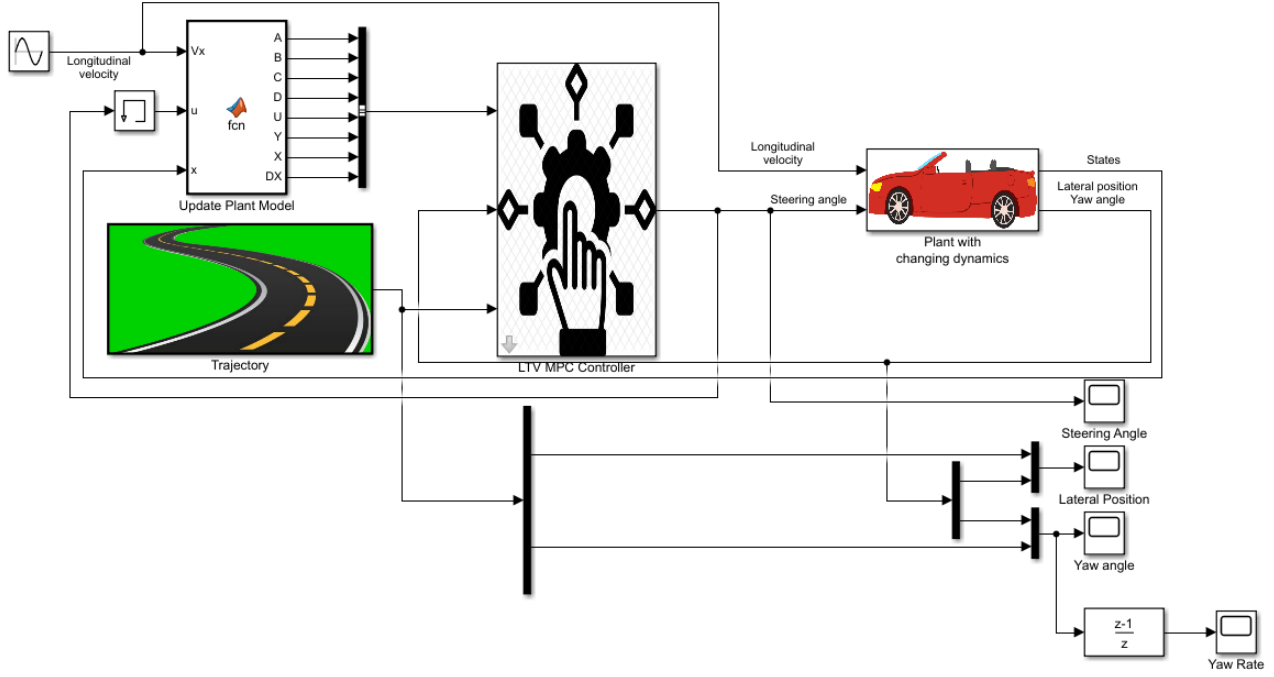 Longitudinal
velocity
Vx
u
x
fcn
A
B
C
D
U
Y
X
DX
Update Plant Model
Trajectory
LTV MPC Controller
Longitudinal
velocity
Steering angle
Plant with
changing dynamics
States
Lateral position
Yaw angle
Steering Angle
Lateral Position
Yaw angle
z-1
z
Yaw Rate